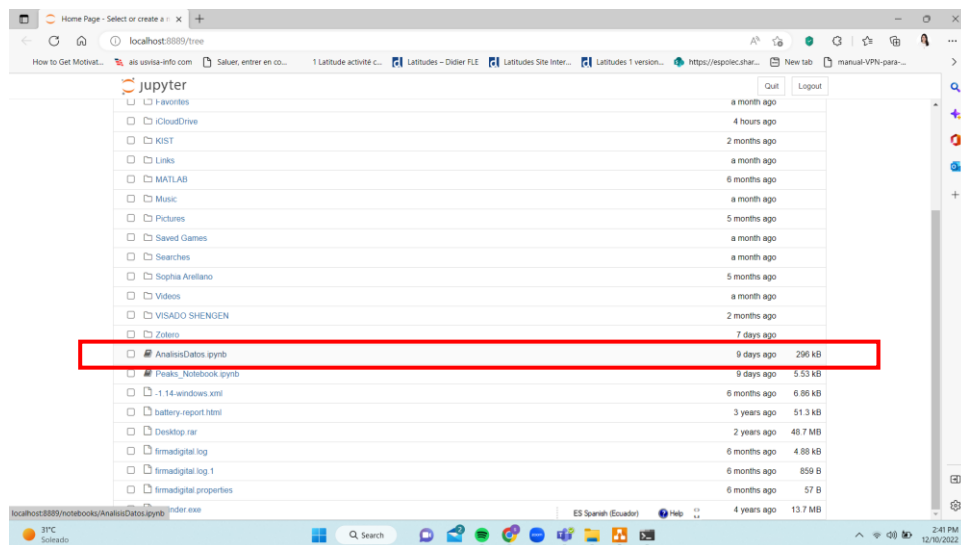 Home Page - Select or create a n
localhost:8889/tree
How to Get Motivat... ais usvisa-info com Saluer, entrer en co... 1 Latitude activité c... Latitudes – Didier FLE Latitudes Site Inter... Latitudes 1 version... https://espolec.shar... New tab manual-VPN-para-...
jupyter Quit Logout
Favorites a month ago
iCloudDrive 4 hours ago
KIST 2 months ago
Links a month ago
MATLAB 6 months ago
Music a month ago
Pictures 5 months ago
Saved Games a month ago
Searches a month ago
Sophia Arellano 5 months ago
Videos a month ago
VISADO SHENGEN 2 months ago
Zotero 7 days ago
AnalisisDatos.ipynb 9 days ago 296 kB
Peaks_Notebook.ipynb 9 days ago 5.53 kB
-1.14-windows.xml 6 months ago 6.86 kB
battery-report.html 3 years ago 51.3 kB
Desktop.rar 2 years ago 48.7 MB
firmadigital.log 6 months ago 4.88 kB
firmadigital.log.1 6 months ago 859 B
firmadigital.properties 6 months ago 57 B
nder.exe 4 years ago 13.7 MB
localhost:8889/notebooks/AnalisisDatos.ipynb ES Spanish (Ecuador) Help
31°C
Soleado
Search
2:41 PM
12/10/2022